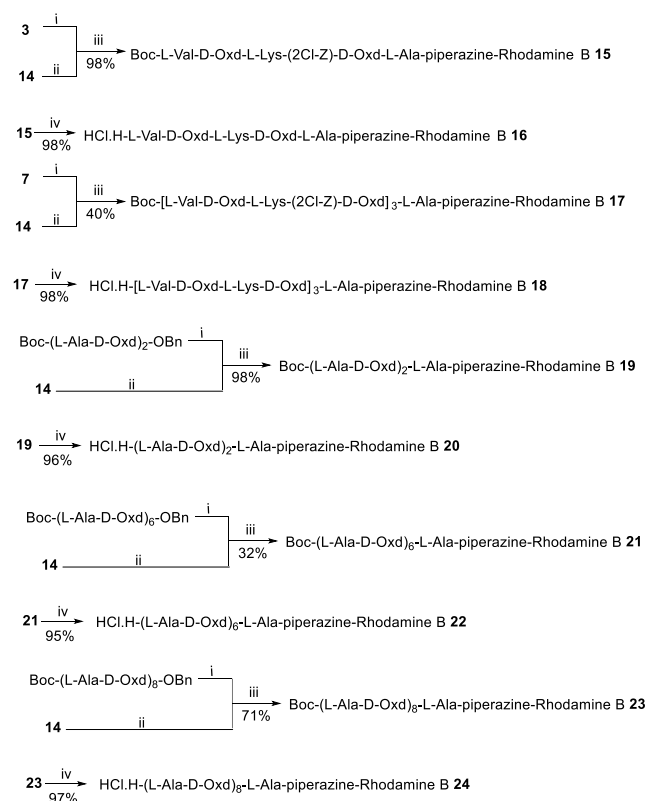 3 i
iii
14 ii
98%
Boc-L-Val-D-Oxd-L-Lys-(2Cl-Z)-D-Oxd-L-Ala-piperazine-Rhodamine B 15
15 iv HCl.H-L-Val-D-Oxd-L-Lys-D-Oxd-L-Ala-piperazine-Rhodamine B 16
98%
7 i
iii
14 ii
40%
Boc-[L-Val-D-Oxd-L-Lys-(2Cl-Z)-D-Oxd]3-L-Ala-piperazine-Rhodamine B 17
17 iv HCl.H-[L-Val-D-Oxd-L-Lys-D-Oxd]3-L-Ala-piperazine-Rhodamine B 18
98%
Boc-(L-Ala-D-Oxd)2-OBn i
iii
14 ii
98%
Boc-(L-Ala-D-Oxd)2-L-Ala-piperazine-Rhodamine B 19
19 iv HCl.H-(L-Ala-D-Oxd)2-L-Ala-piperazine-Rhodamine B 20
96%
Boc-(L-Ala-D-Oxd)6-OBn i
iii
14 ii
32%
Boc-(L-Ala-D-Oxd)6-L-Ala-piperazine-Rhodamine B 21
21 iv HCl.H-(L-Ala-D-Oxd)6-L-Ala-piperazine-Rhodamine B 22
95%
Boc-(L-Ala-D-Oxd)8-OBn i
iii
14 ii
71%
Boc-(L-Ala-D-Oxd)8-L-Ala-piperazine-Rhodamine B 23
23 iv HCl.H-(L-Ala-D-Oxd)8-L-Ala-piperazine-Rhodamine B 24
97%